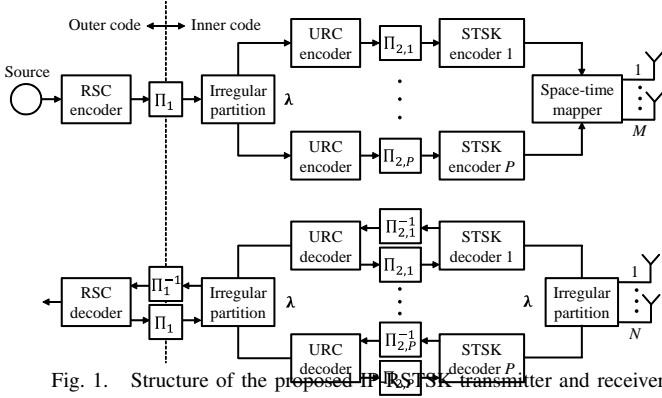 Outer code
Inner code
Source
RSC encoder
Π₁
Irregular partition
λ
URC encoder
Π₂,₁
STSK encoder 1
URC encoder
Π₂,P
STSK encoder P
Space-time mapper
1
M
RSC decoder
Π₁⁻¹
Π₁
Irregular partition
λ
URC decoder
Π₂,₁⁻¹
Π₂,₁
STSK decoder 1
URC decoder
Π₂,P⁻¹
Π₂,P
STSK decoder P
λ
Irregular partition
1
N
Fig. 1. Structure of the proposed IP-RSTSK transmitter and receiver